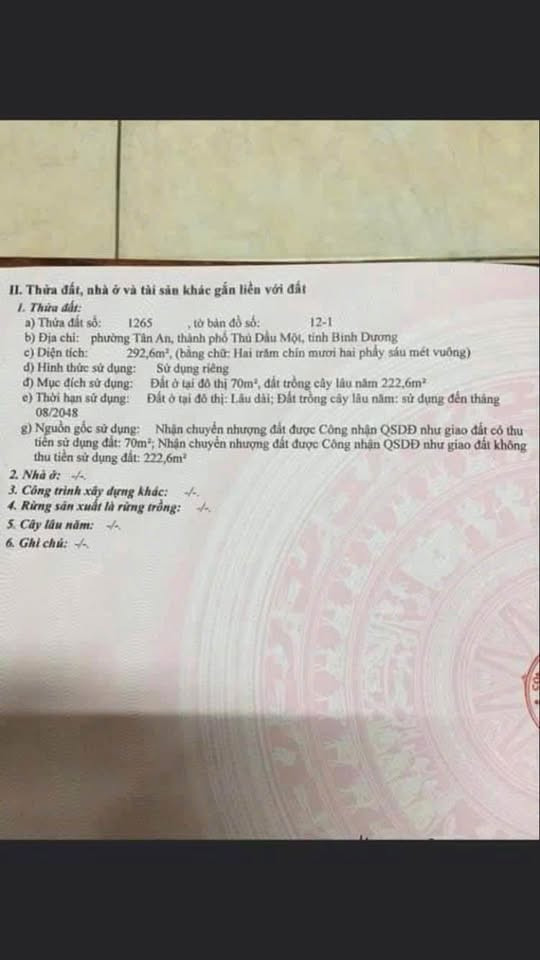 II. Thửa đất, nhà ở và tài sản khác gắn liền với đất
1. Thửa đất:
a) Thửa đất số: 1265 , tờ bản đồ số: 12-1
b) Địa chỉ: phường Tân An, thành phố Thủ Dầu Một, tỉnh Bình Dương
c) Diện tích: 292,6m², (bằng chữ: Hai trăm chín mươi hai phẩy sáu mét vuông)
d) Hình thức sử dụng: Sử dụng riêng
đ) Mục đích sử dụng: Đất ở tại đô thị 70m², đất trồng cây lâu năm 222,6m²
e) Thời hạn sử dụng: Đất ở tại đô thị: Lâu dài; Đất trồng cây lâu năm: sử dụng đến tháng
08/2048
g) Nguồn gốc sử dụng: Nhận chuyển nhượng đất được Công nhận QSDĐ như giao đất có thu
tiền sử dụng đất: 70m²; Nhận chuyển nhượng đất được Công nhận QSDĐ như giao đất không
thu tiền sử dụng đất: 222,6m²
2. Nhà ở: -/-.
3. Công trình xây dựng khác: -/-.
4. Rừng sản xuất là rừng trồng: -/-.
5. Cây lâu năm: -/-.
6. Ghi chú: -/-.